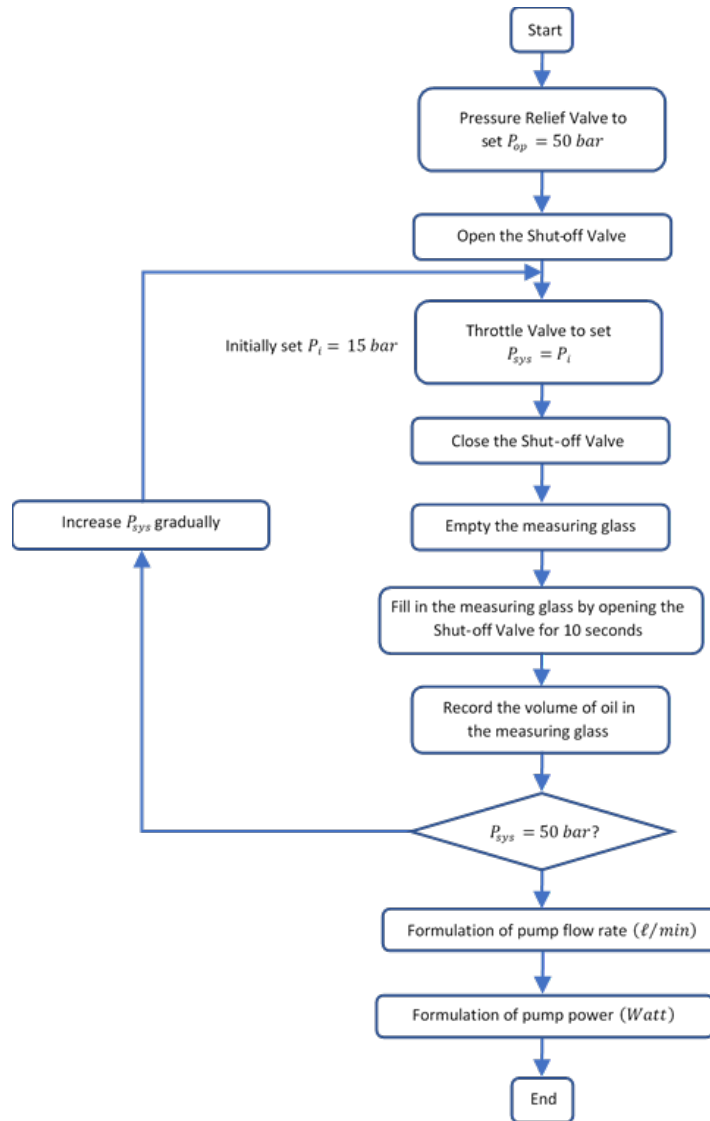 Start
Pressure Relief Valve to
set P_op = 50 bar
Open the Shut-off Valve
Initially set P_i = 15 bar
Throttle Valve to set
P_sys = P_i
Close the Shut-off Valve
Increase P_sys gradually
Empty the measuring glass
Fill in the measuring glass by opening the
Shut-off Valve for 10 seconds
Record the volume of oil in
the measuring glass
P_sys = 50 bar?
Formulation of pump flow rate (ℓ/min)
Formulation of pump power (Watt)
End